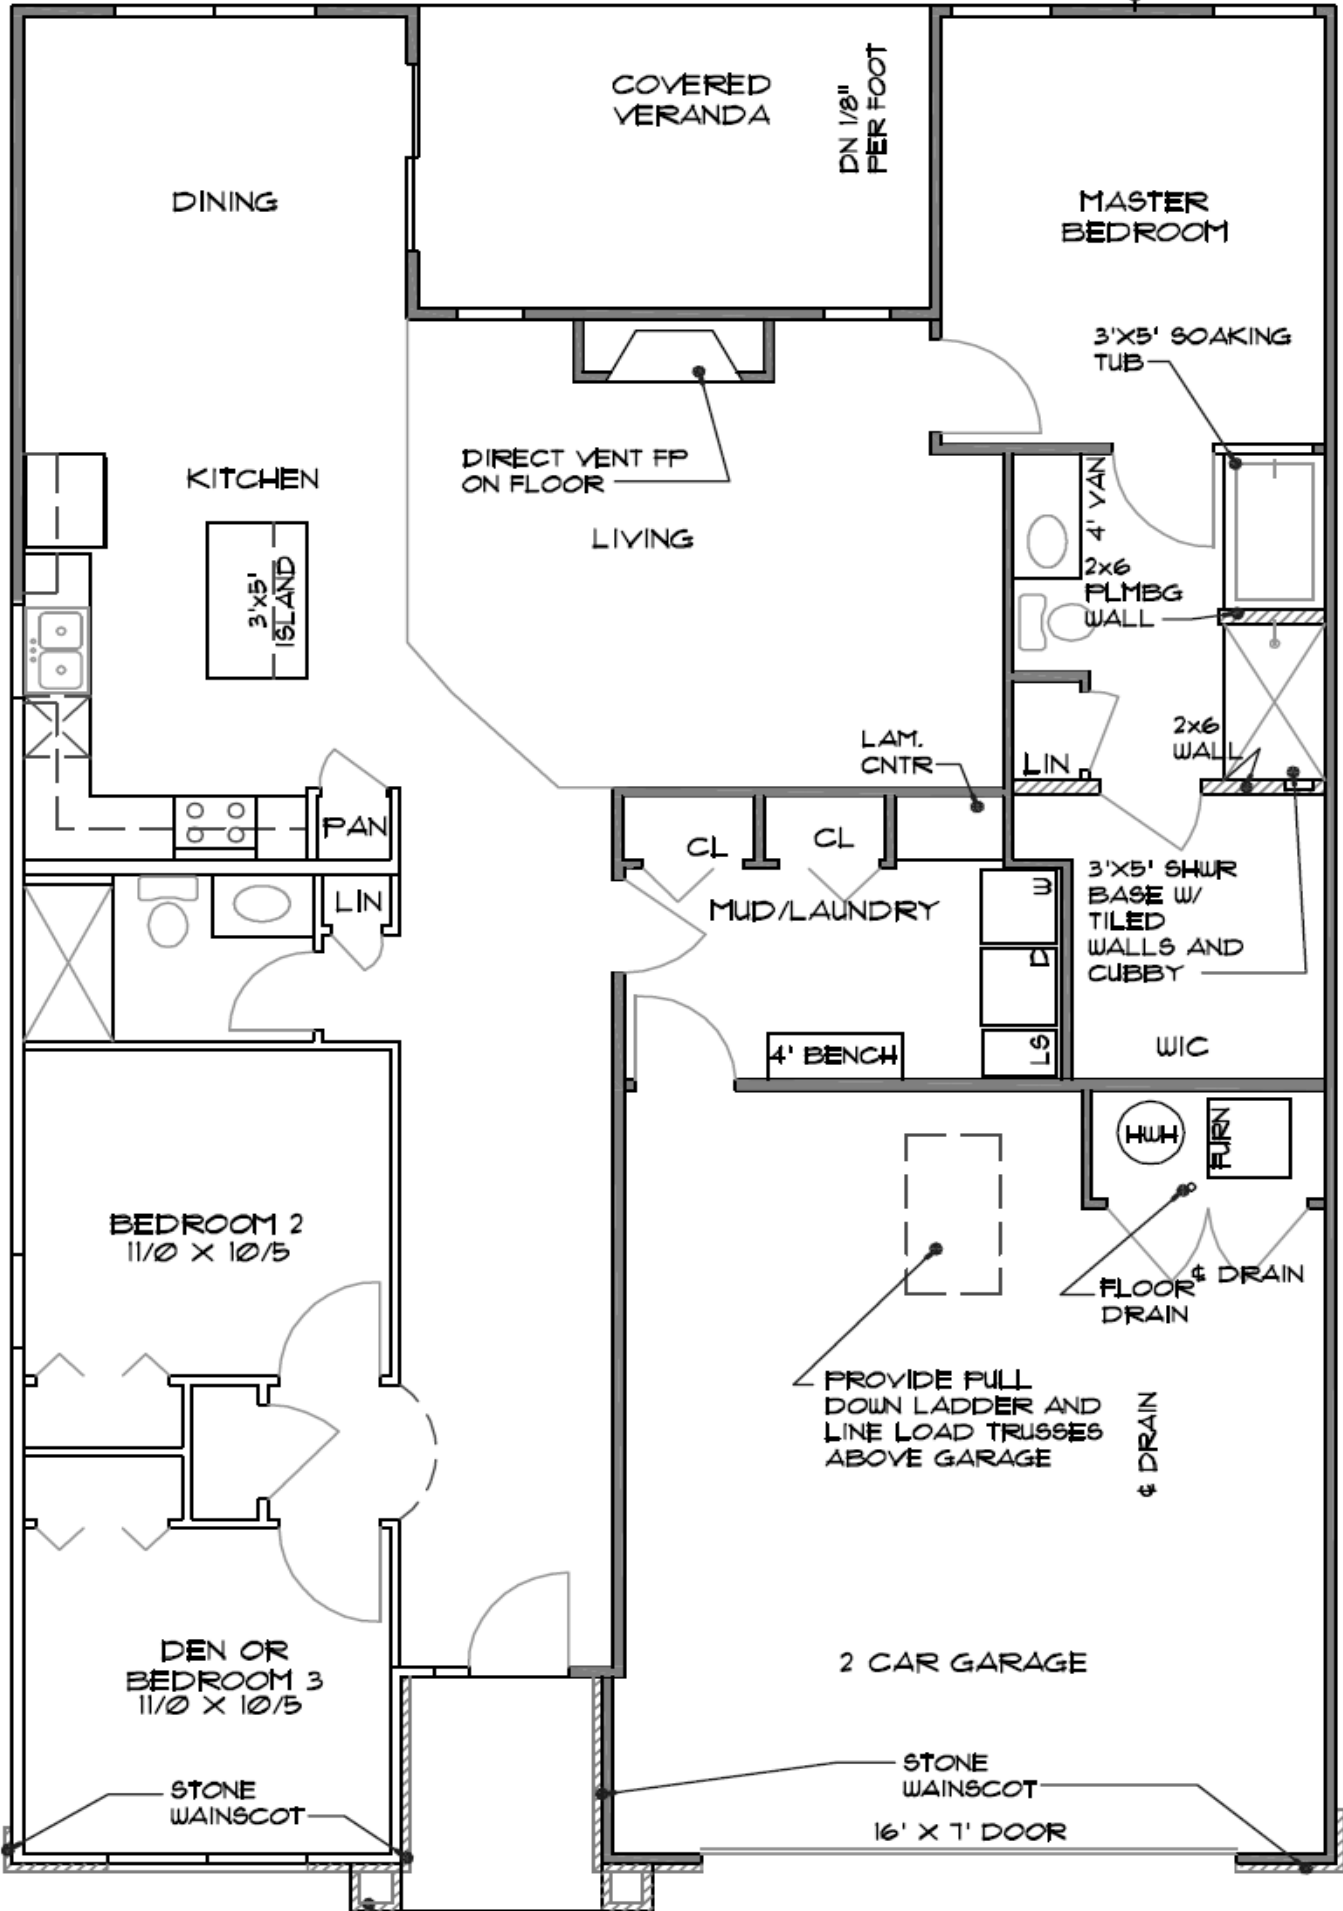 COVERED
VERANDA
DN 1/8"
PER FOOT
DINING
MASTER
BEDROOM
3'X5' SOAKING
TUB
KITCHEN
DIRECT VENT FP
ON FLOOR
LIVING
4' VAN
3'x5'
ISLAND
2x6
PLMBG
WALL
2x6
WALL
LAM.
CNTR
LIN
PAN
CL
CL
LIN
MUD/LAUNDRY
W
D
LS
3'X5' SHWR
BASE W/
TILED
WALLS AND
CUBBY
4' BENCH
WIC
HWH
FURN
BEDROOM 2
11/0 X 10/5
FLOOR
DRAIN
℄ DRAIN
PROVIDE PULL
DOWN LADDER AND
LINE LOAD TRUSSES
ABOVE GARAGE
℄ DRAIN
DEN OR
BEDROOM 3
11/0 X 10/5
2 CAR GARAGE
STONE
WAINSCOT
STONE
WAINSCOT
16' X 7' DOOR